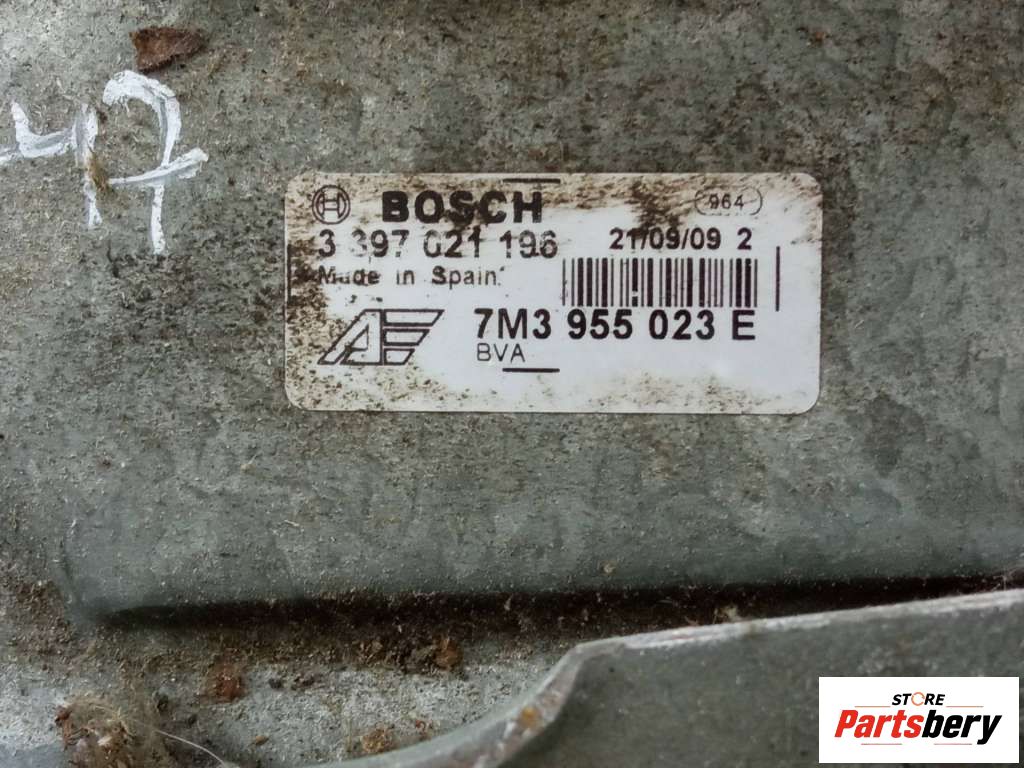 47
BOSCH 964
3 397 021 196 21/09/09 2
Made in Spain
7M3 955 023 E
BVA
STORE
Partsbery